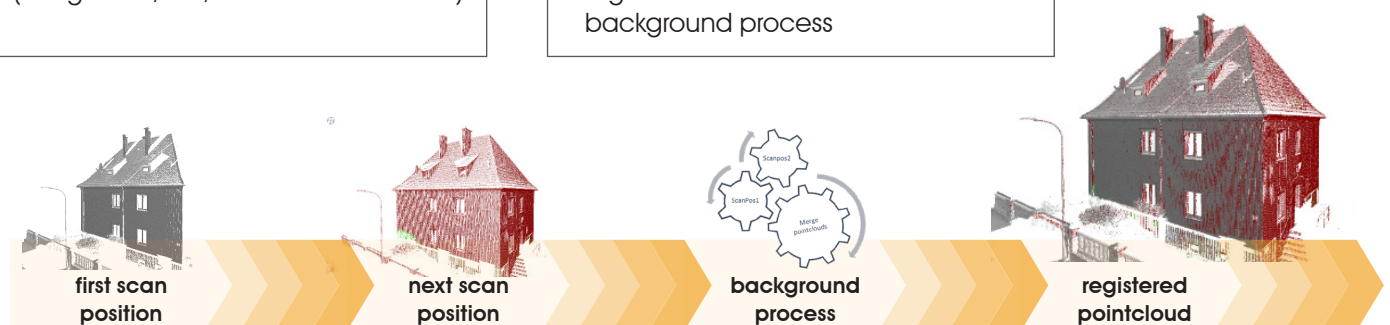 background process
Scanpos2
ScanPos1
Merge
pointclouds
first scan
position
next scan
position
background
process
registered
pointcloud